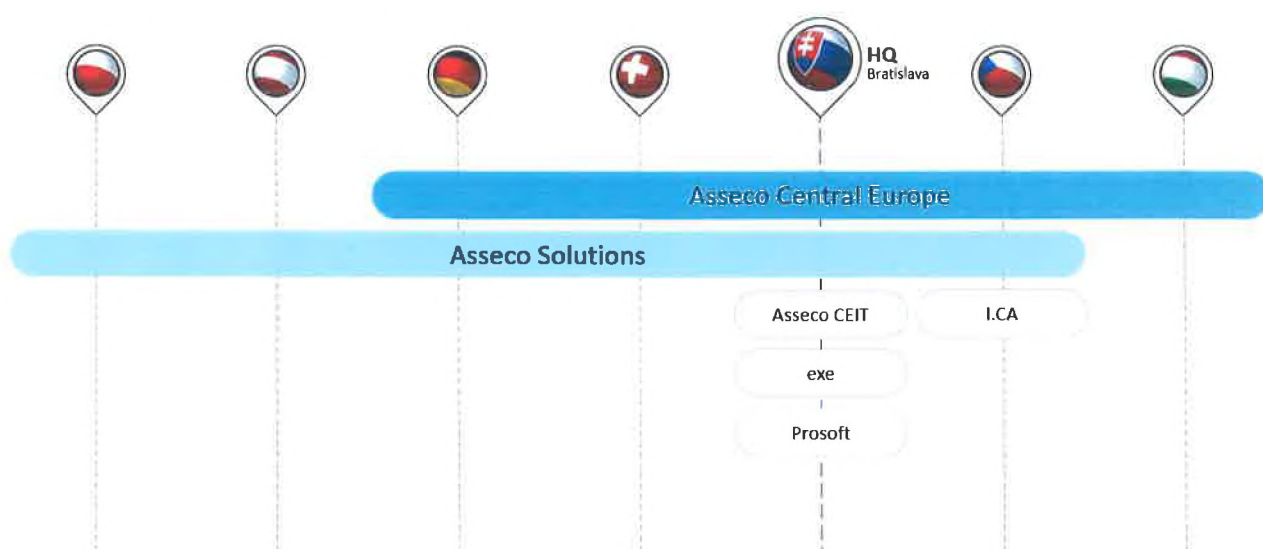 HQ
Bratislava
Asseco Central Europe
Asseco Solutions
Asseco CEIT
I.CA
exe
Prosoft